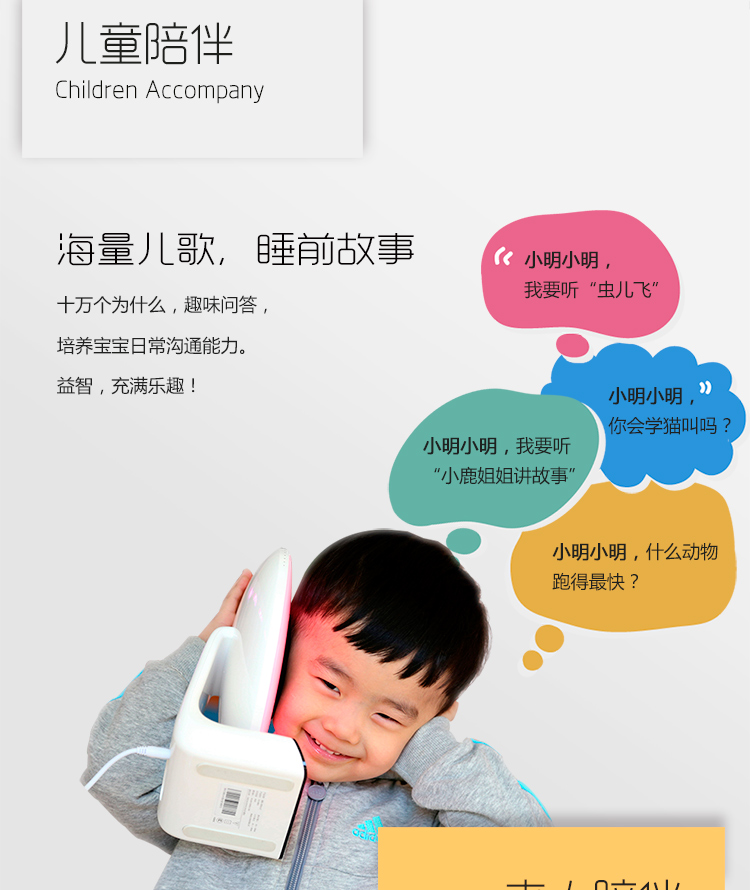 儿童陪伴
Children Accompany
海量儿歌，睡前故事
十万个为什么，趣味问答，
培养宝宝日常沟通能力。
益智，充满乐趣！
小明小明，
我要听“虫儿飞”
小明小明，
你会学猫叫吗？
小明小明，我要听
“小鹿姐姐讲故事”
小明小明，什么动物
跑得最快？
adidas